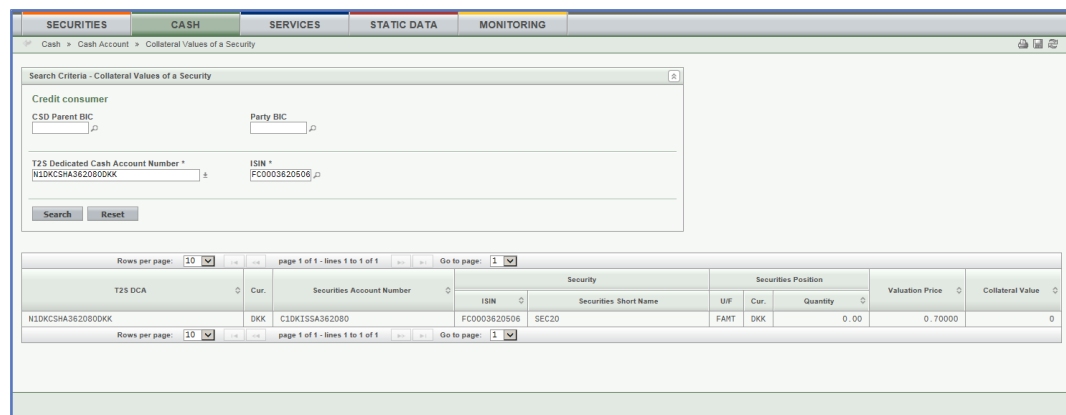 SECURITIES CASH SERVICES STATIC DATA MONITORING
Cash » Cash Account » Collateral Values of a Security
Search Criteria - Collateral Values of a Security
Credit consumer
CSD Parent BIC Party BIC
T2S Dedicated Cash Account Number * ISIN *
N1DKCSHA362080DKK FC0003620506
Search Reset
Rows per page: 10 page 1 of 1 - lines 1 to 1 of 1 Go to page: 1
T2S DCA Cur. Securities Account Number Security Securities Position Valuation Price Collateral Value
ISIN Securities Short Name U/F Cur. Quantity
N1DKCSHA362080DKK DKK C1DKISSA362080 FC0003620506 SEC20 FAMT DKK 0.00 0.70000 0
Rows per page: 10 page 1 of 1 - lines 1 to 1 of 1 Go to page: 1